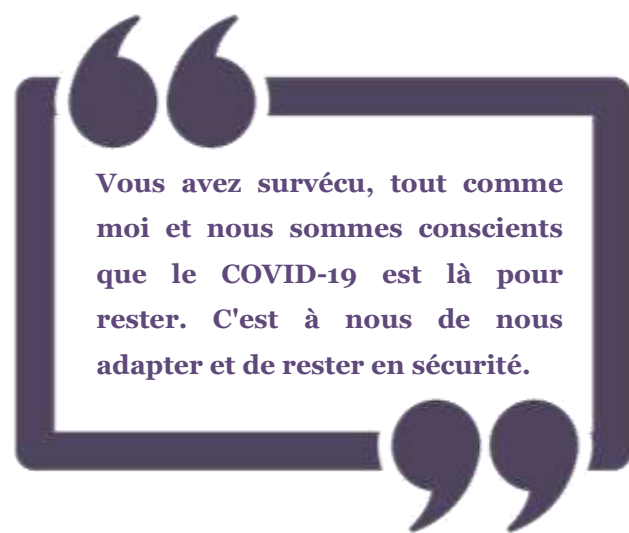 Vous avez survécu, tout comme
moi et nous sommes conscients
que le COVID-19 est là pour
rester. C'est à nous de nous
adapter et de rester en sécurité.